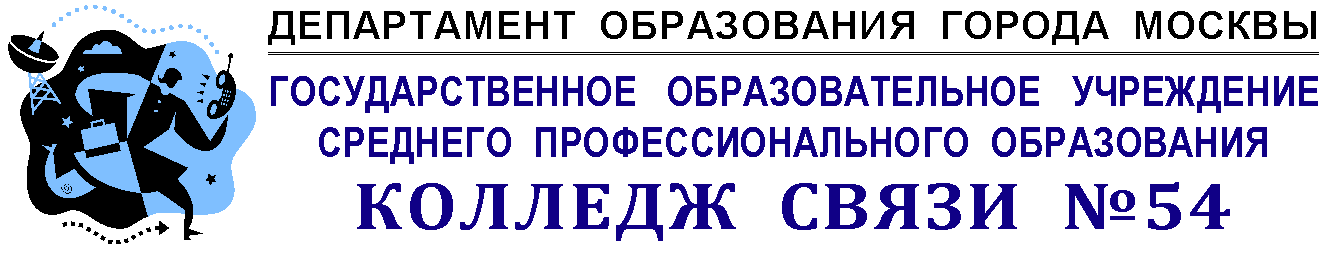 ДЕПАРТАМЕНТ ОБРАЗОВАНИЯ ГОРОДА МОСКВЫ
ГОСУДАРСТВЕННОЕ ОБРАЗОВАТЕЛЬНОЕ УЧРЕЖДЕНИЕ
СРЕДНЕГО ПРОФЕССИОНАЛЬНОГО ОБРАЗОВАНИЯ
КОЛЛЕДЖ СВЯЗИ №54